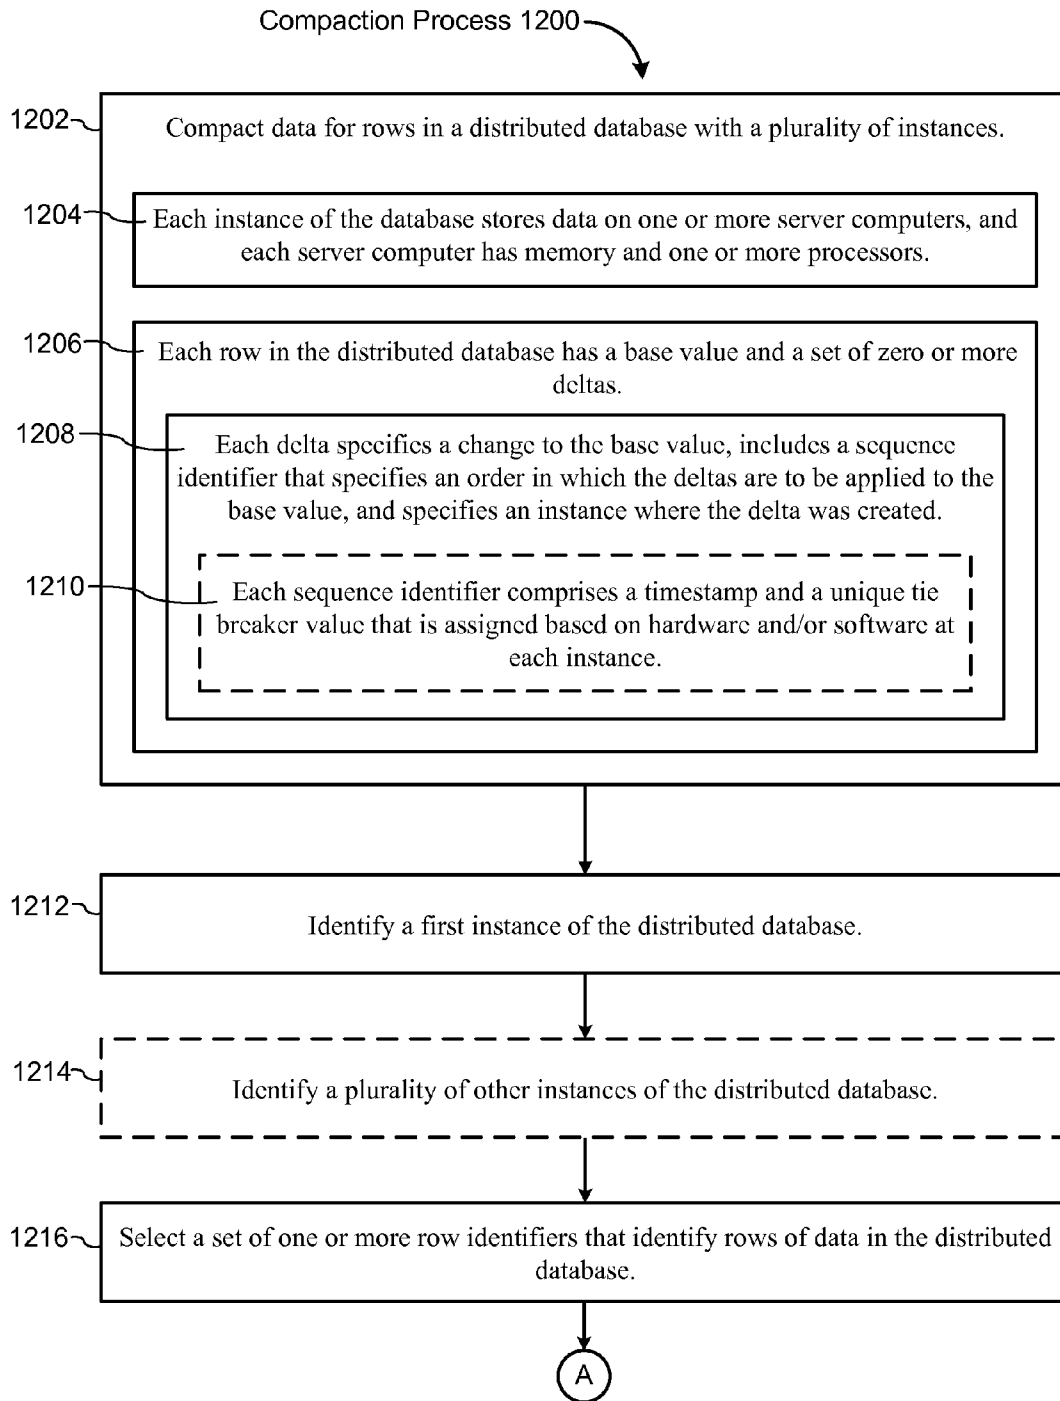 Compaction Process 1200
1202
Compact data for rows in a distributed database with a plurality of instances.
1204
Each instance of the database stores data on one or more server computers, and
each server computer has memory and one or more processors.
1206
Each row in the distributed database has a base value and a set of zero or more
deltas.
1208
Each delta specifies a change to the base value, includes a sequence
identifier that specifies an order in which the deltas are to be applied to the
base value, and specifies an instance where the delta was created.
1210
Each sequence identifier comprises a timestamp and a unique tie
breaker value that is assigned based on hardware and/or software at
each instance.
1212
Identify a first instance of the distributed database.
1214
Identify a plurality of other instances of the distributed database.
1216
Select a set of one or more row identifiers that identify rows of data in the distributed
database.
A